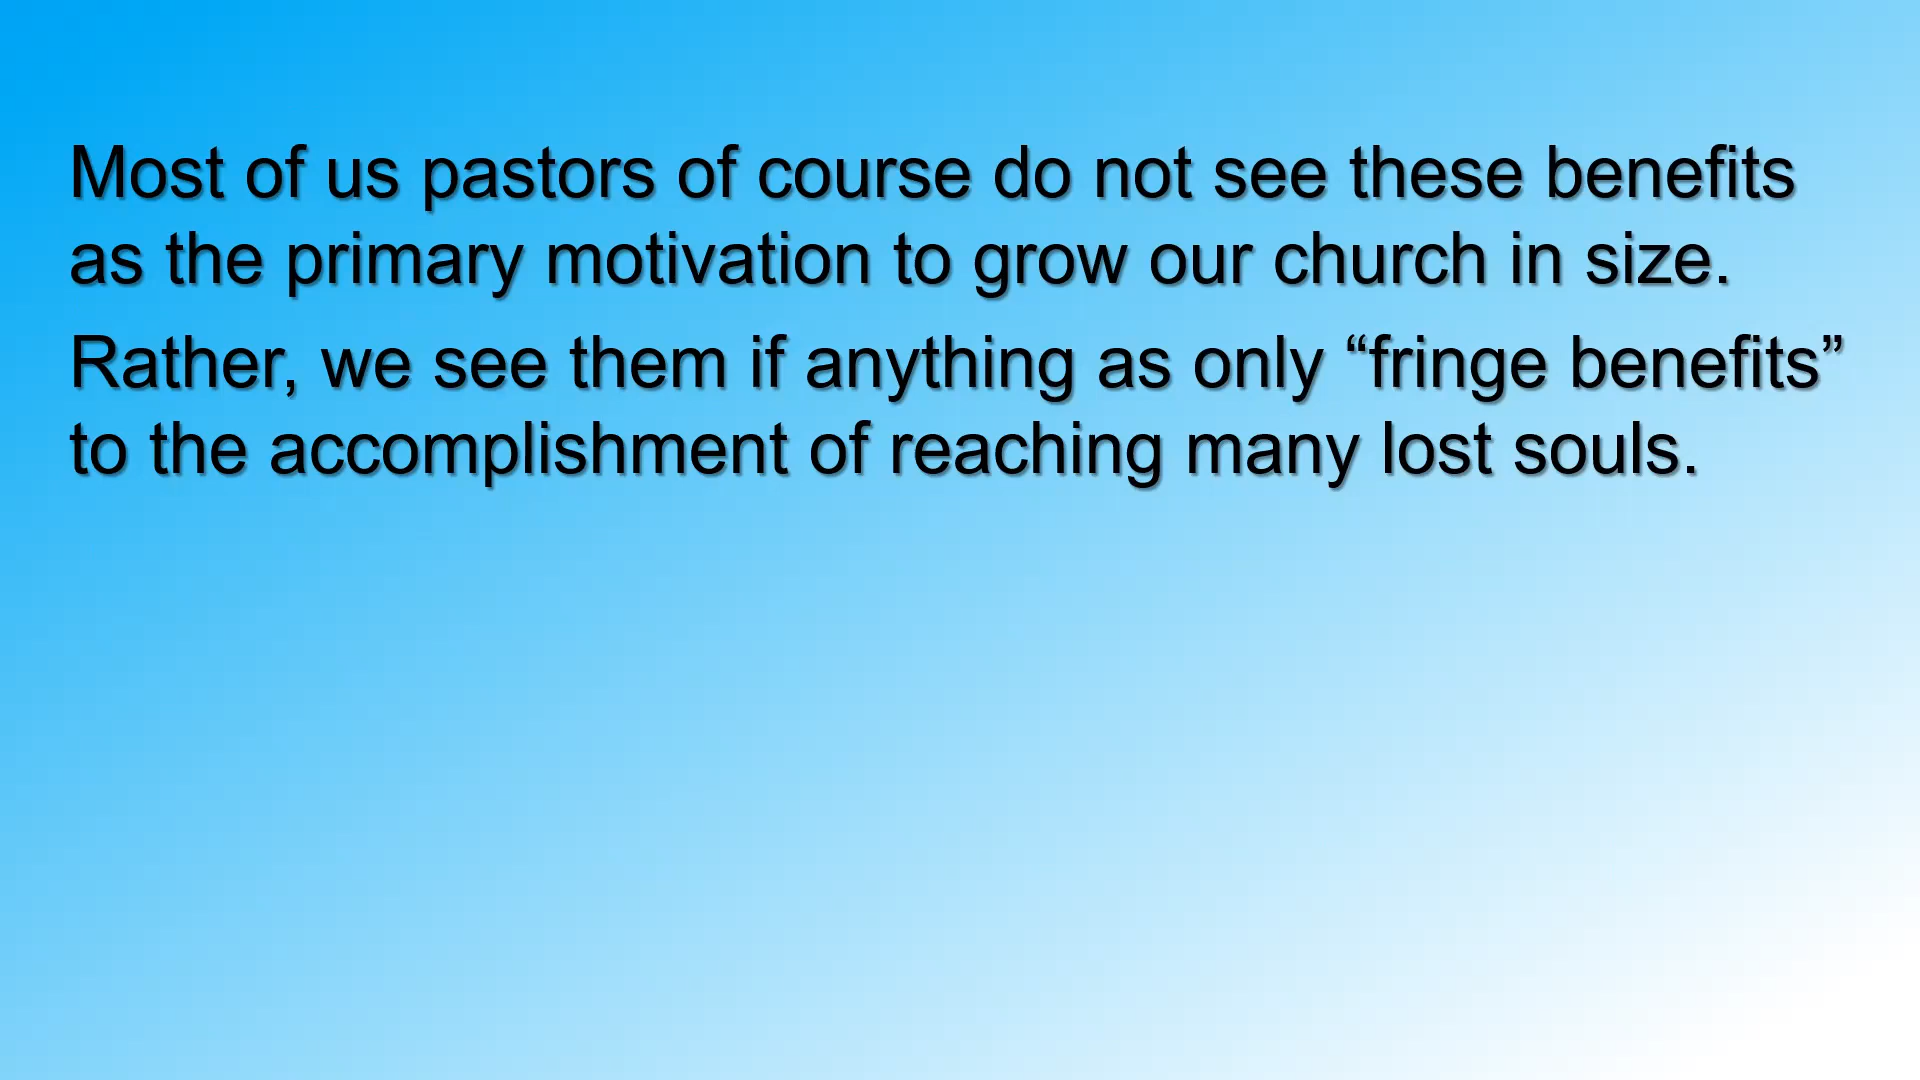 Most of us pastors of course do not see these benefits
as the primary motivation to grow our church in size.
Rather, we see them if anything as only “fringe benefits”
to the accomplishment of reaching many lost souls.